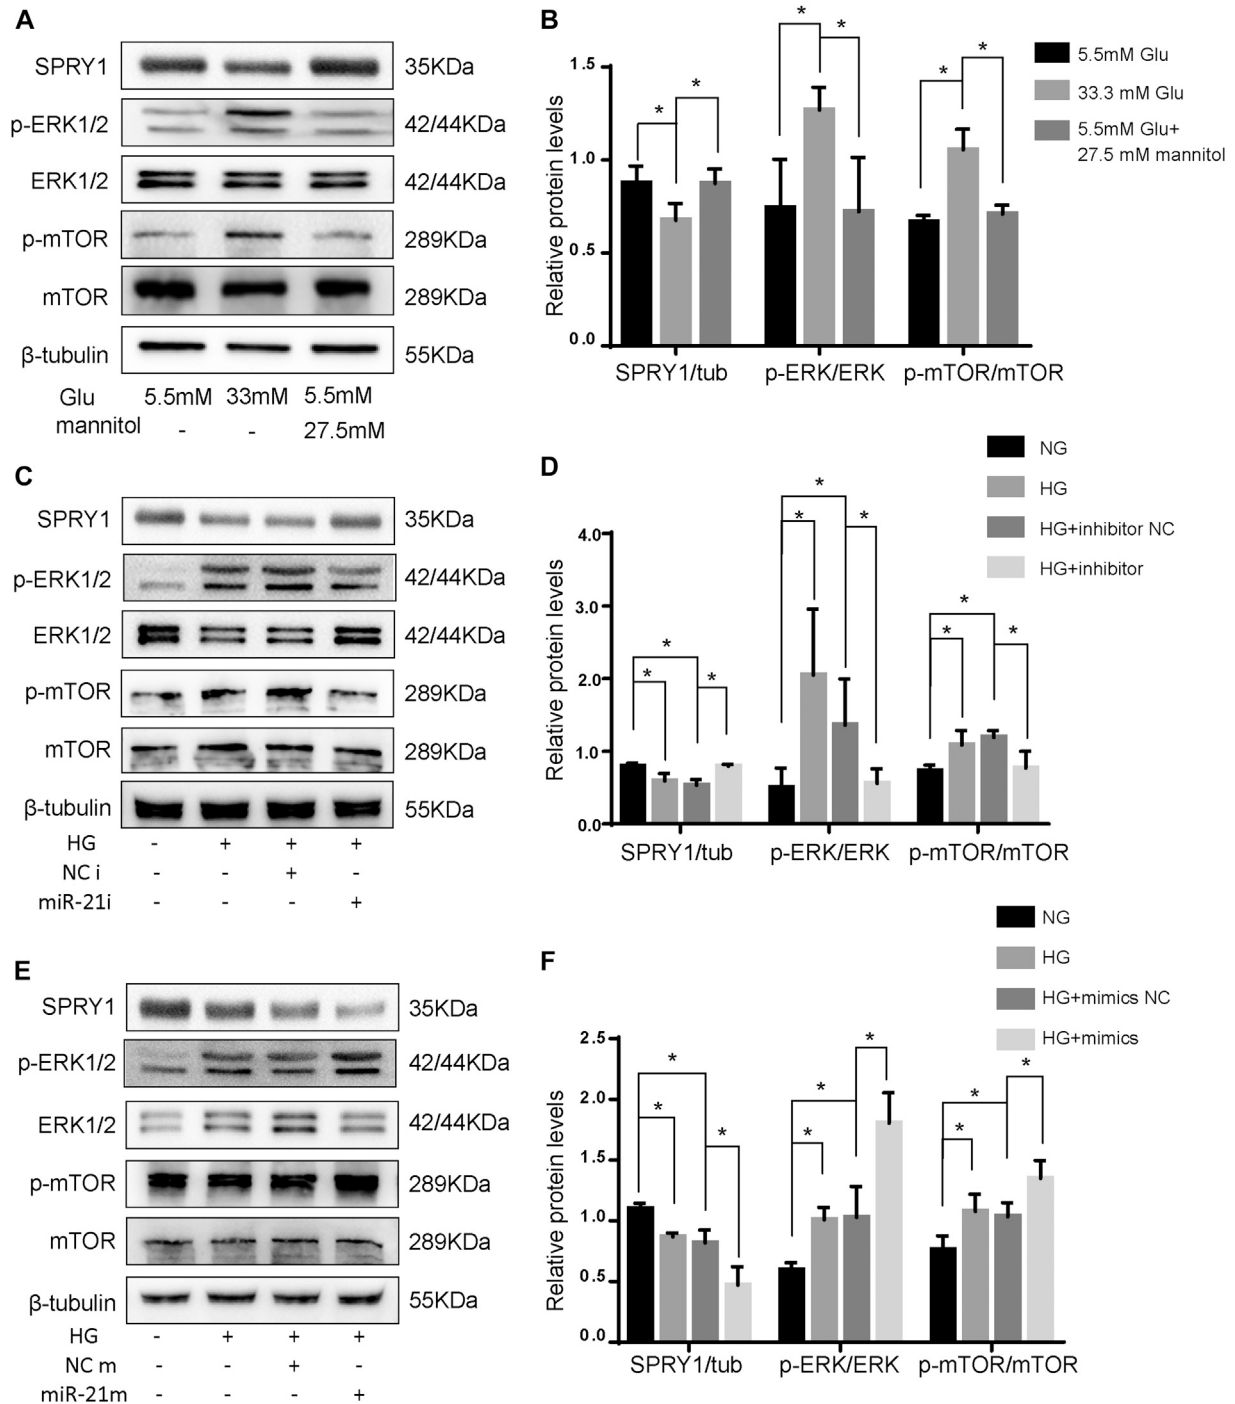 A
SPRY1 35KDa
p-ERK1/2 42/44KDa
ERK1/2 42/44KDa
p-mTOR 289KDa
mTOR 289KDa
β-tubulin 55KDa
Glu 5.5mM 33mM 5.5mM
mannitol - - 27.5mM
B
* * * * * *
5.5mM Glu
33.3 mM Glu
5.5mM Glu+
27.5 mM mannitol
Relative protein levels
1.5
1.0
0.5
0.0
SPRY1/tub p-ERK/ERK p-mTOR/mTOR
C
SPRY1 35KDa
p-ERK1/2 42/44KDa
ERK1/2 42/44KDa
p-mTOR 289KDa
mTOR 289KDa
β-tubulin 55KDa
HG - + + +
NC i - - + -
miR-21i - - - +
D
NG
HG
HG+inhibitor NC
HG+inhibitor
* * * * * * * * *
Relative protein levels
4.0
3.0
2.0
1.0
0.0
SPRY1/tub p-ERK/ERK p-mTOR/mTOR
E
SPRY1 35KDa
p-ERK1/2 42/44KDa
ERK1/2 42/44KDa
p-mTOR 289KDa
mTOR 289KDa
β-tubulin 55KDa
HG - + + +
NC m - - + -
miR-21m - - - +
F
NG
HG
HG+mimics NC
HG+mimics
* * * * * * * * *
Relative protein levels
2.5
2.0
1.5
1.0
0.5
0.0
SPRY1/tub p-ERK/ERK p-mTOR/mTOR